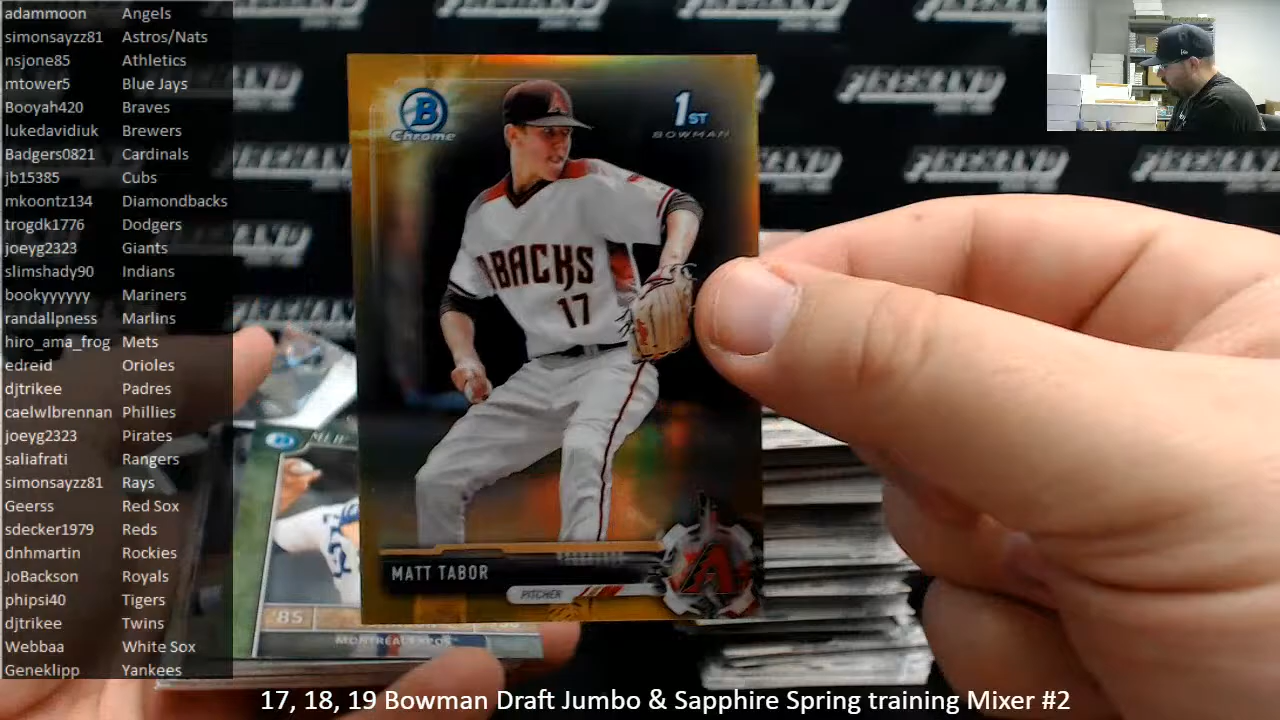 adammoon Angels
simonsayzz81 Astros/Nats
nsjone85 Athletics
mtower5 Blue Jays
Booyah420 Braves
lukedavidiuk Brewers
Badgers0821 Cardinals
jb15385 Cubs
mkoontz134 Diamondbacks
trogdk1776 Dodgers
joeyg2323 Giants
slimshady90 Indians
bookyyyyyy Mariners
randallpness Marlins
hiro_ama_frog Mets
edreid Orioles
djtrikee Padres
caelwlbrennan Phillies
joeyg2323 Pirates
saliafrati Rangers
simonsayzz81 Rays
Geerss Red Sox
sdecker1979 Reds
dnhmartin Rockies
JoBackson Royals
phipsi40 Tigers
djtrikee Twins
Webbaa White Sox
Geneklipp Yankees
B
Chrome
1ST
BOWMAN
A
BACKS
17
MATT TABOR
PITCHER
A
'85
MONTREAL EXPOS
17, 18, 19 Bowman Draft Jumbo & Sapphire Spring training Mixer #2